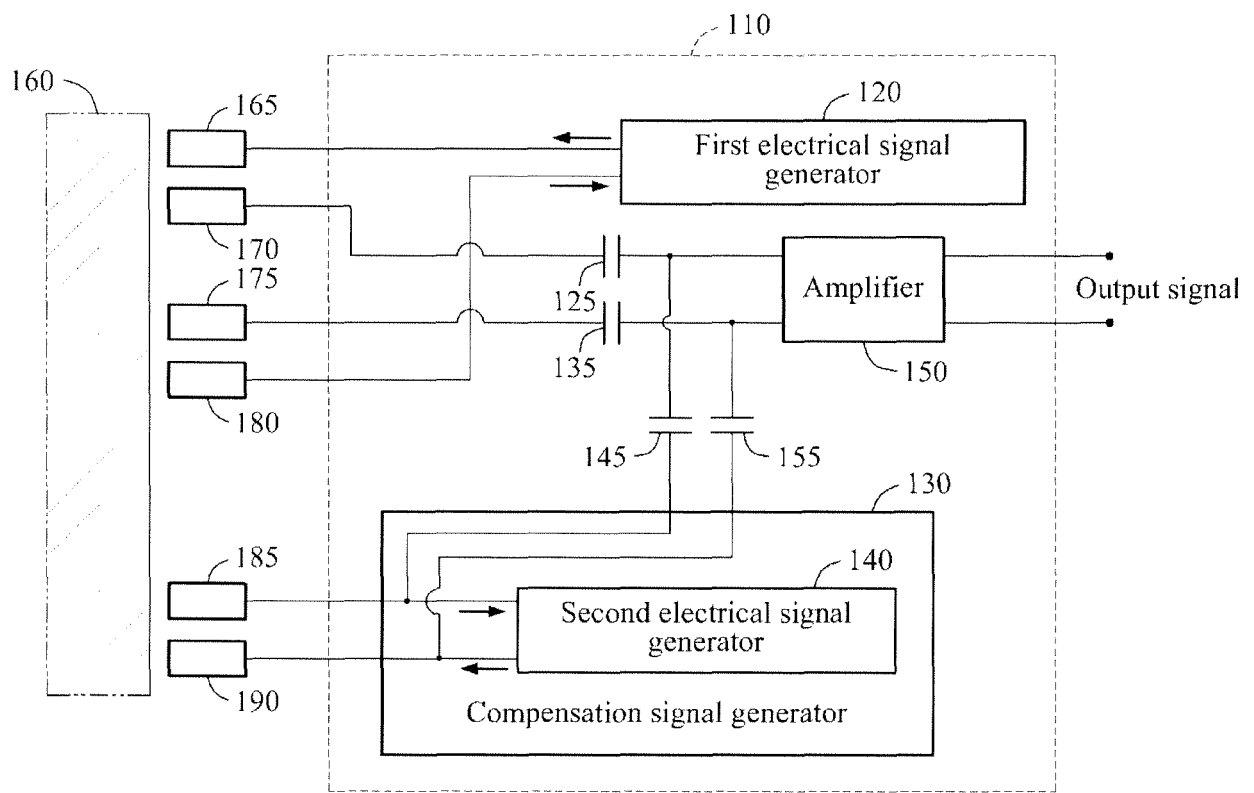 110
160
165
120
First electrical signal
generator
170
175
125
Amplifier
Output signal
135
150
180
145
155
130
185
140
Second electrical signal
generator
190
Compensation signal generator